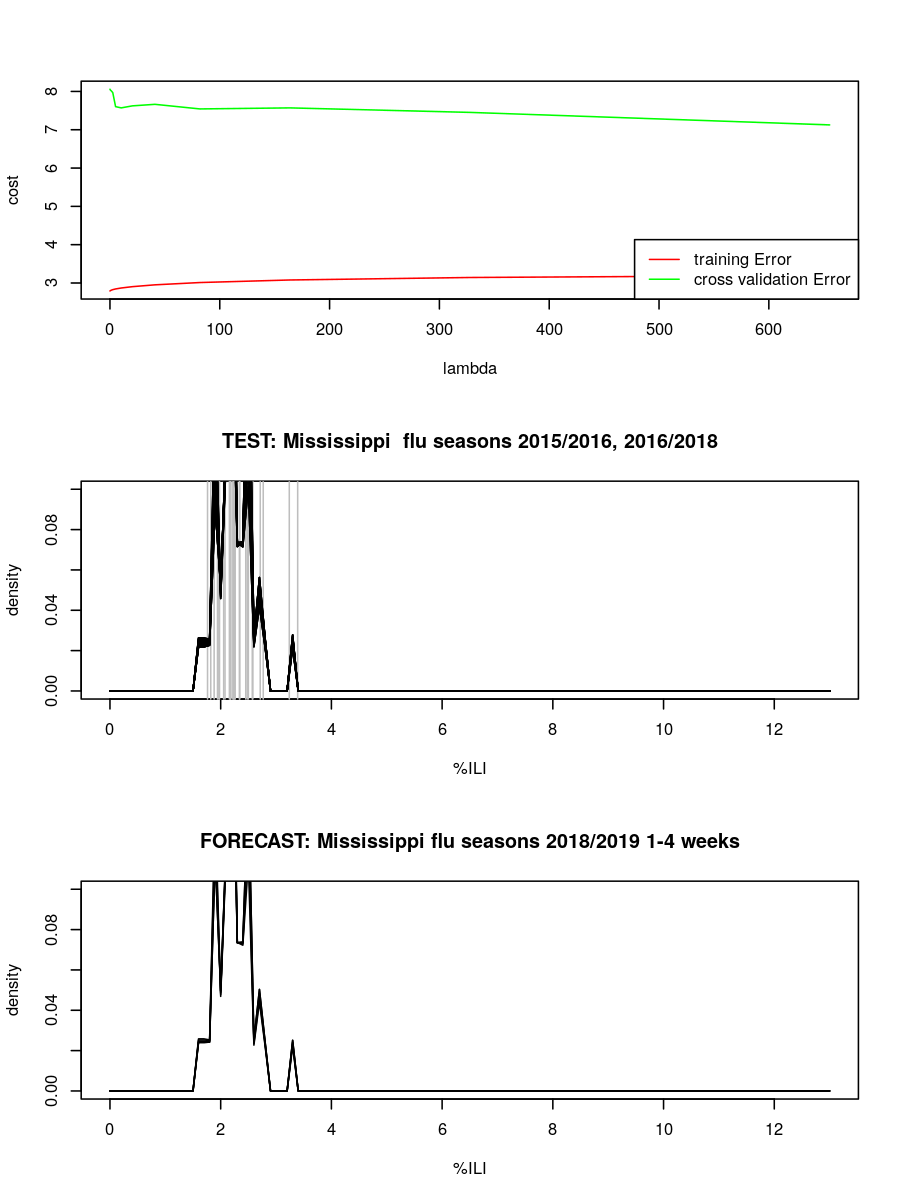 8
7
6
5
4
3
cost
training Error
cross validation Error
0 100 200 300 400 500 600
lambda
TEST: Mississippi  flu seasons 2015/2016, 2016/2018
0.08
0.04
0.00
density
0 2 4 6 8 10 12
%ILI
FORECAST: Mississippi flu seasons 2018/2019 1-4 weeks
0.08
0.04
0.00
density
0 2 4 6 8 10 12
%ILI